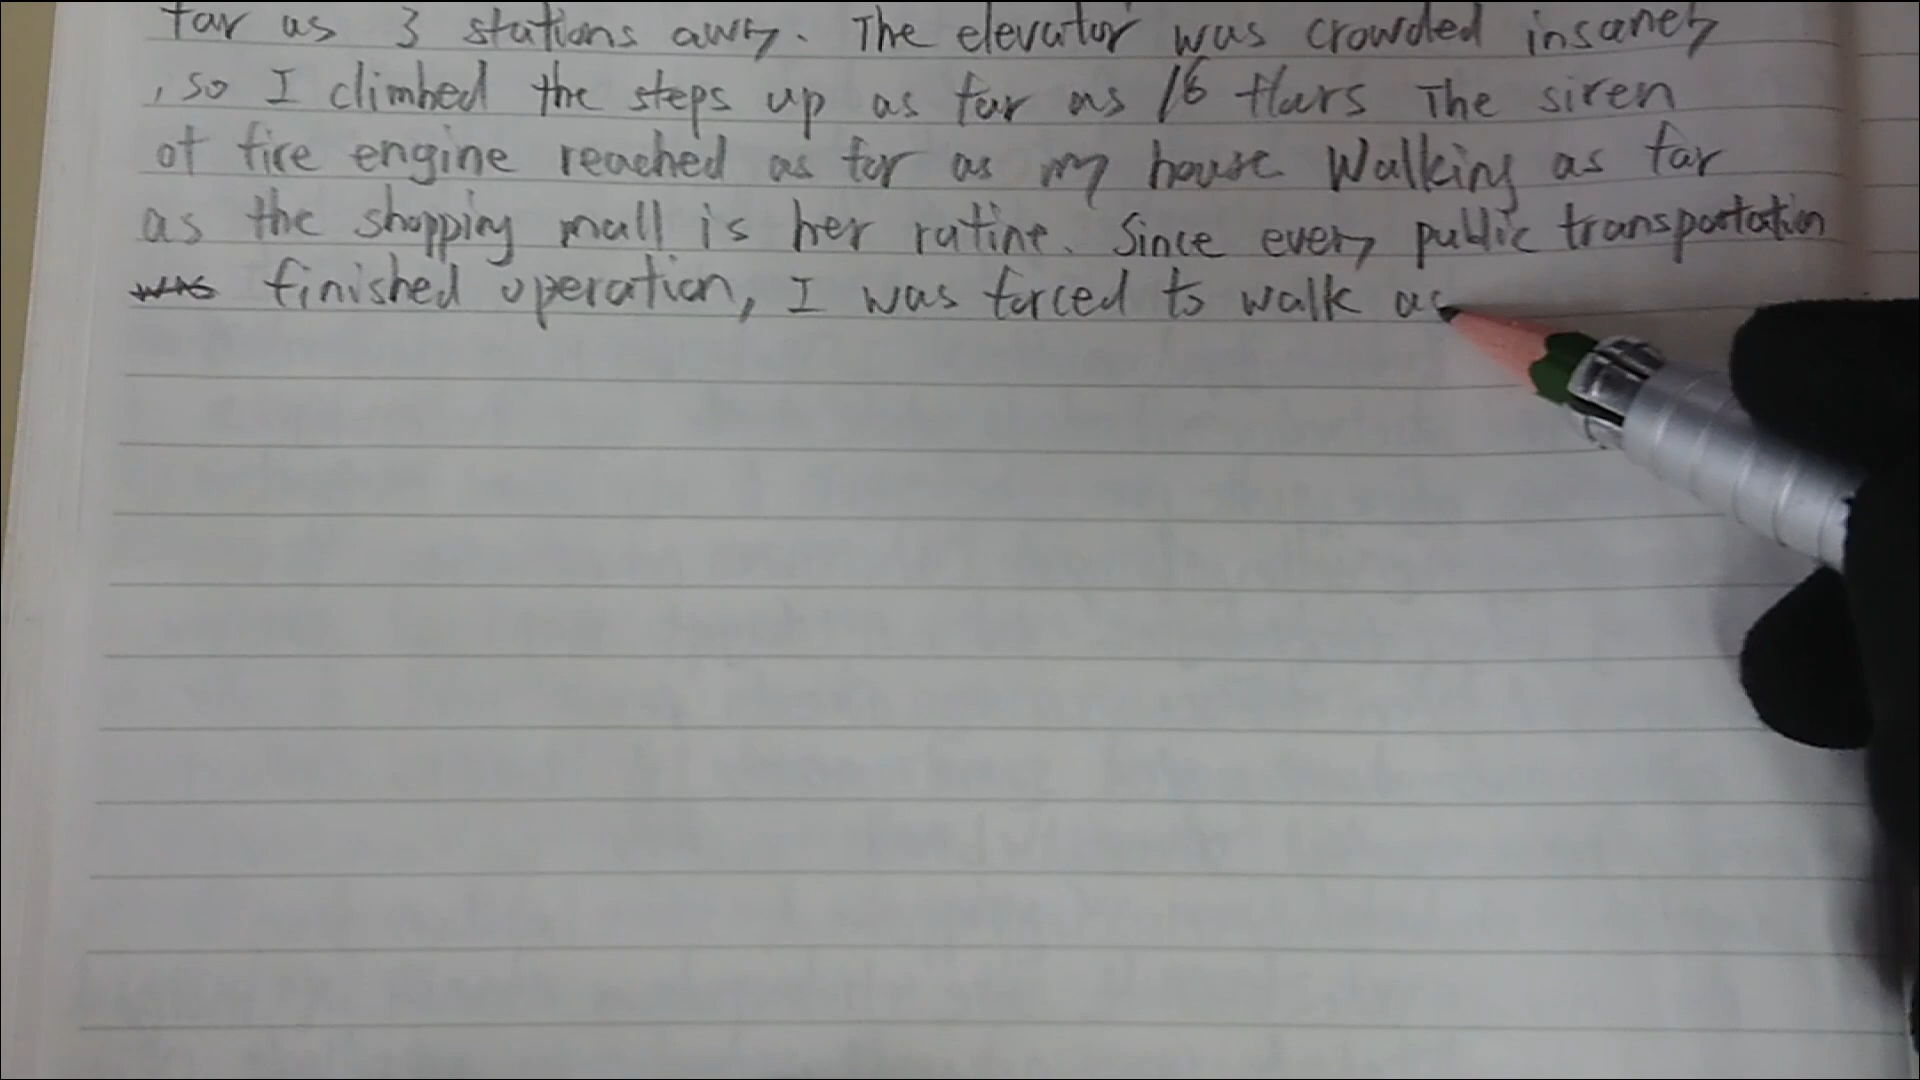 far as 3 stations away. The elevator was crowded insanely
, so I climbed the steps up as far as 16 floors The siren
of fire engine reached as far as my house Walking as far
as the shopping mall is her ratine. Since every public transportation
was finished operation, I was forced to walk as